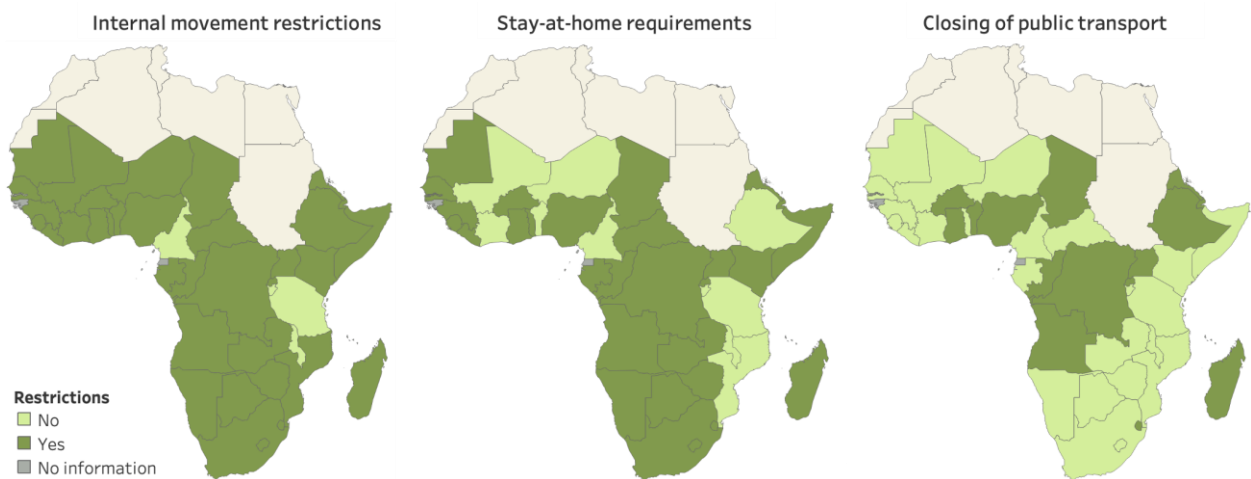 Internal movement restrictions
Stay-at-home requirements
Closing of public transport
Restrictions
No
Yes
No information